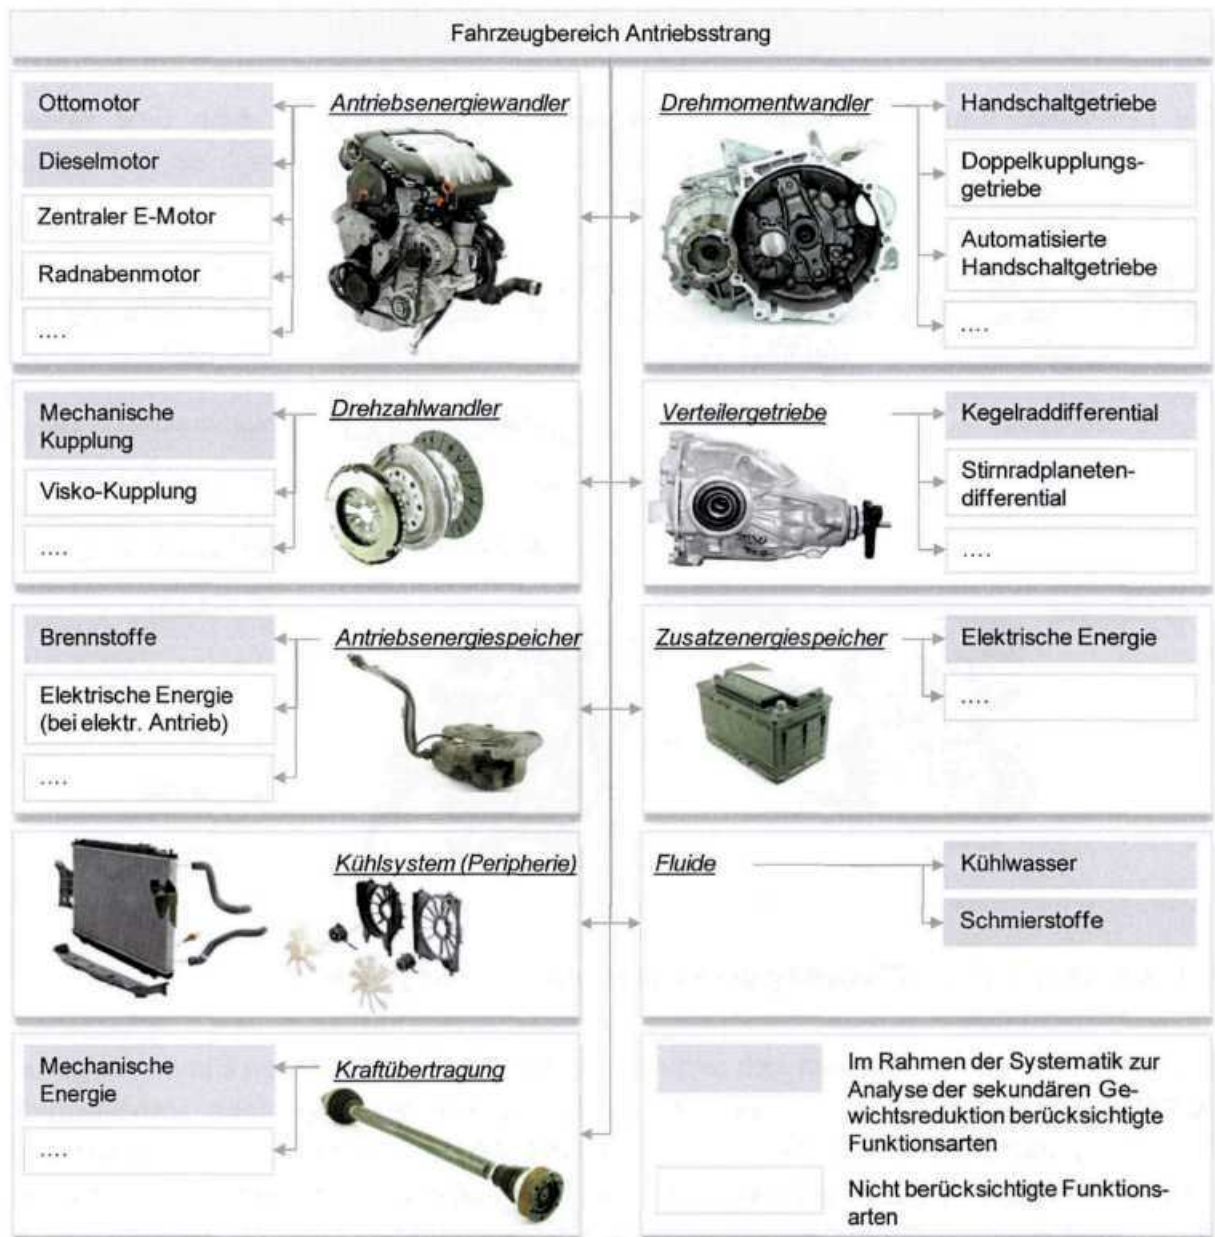 Fahrzeugbereich Antriebsstrang
Ottomotor
Dieselmotor
Zentraler E-Motor
Radnabenmotor
....
Antriebsenergiewandler
Drehmomentwandler
Handschaltgetriebe
Doppelkupplungs-
getriebe
Automatisierte
Handschaltgetriebe
....
Mechanische
Kupplung
Visko-Kupplung
....
Drehzahlwandler
Verteilergetriebe
Kegelraddifferential
Stirnradplaneten-
differential
....
Brennstoffe
Elektrische Energie
(bei elektr. Antrieb)
....
Antriebsenergiespeicher
Zusatzenergiespeicher
Elektrische Energie
....
Kühlsystem (Peripherie)
Fluide
Kühlwasser
Schmierstoffe
Mechanische
Energie
....
Kraftübertragung
Im Rahmen der Systematik zur
Analyse der sekundären Ge-
wichtsreduktion berücksichtigte
Funktionsarten
Nicht berücksichtigte Funktions-
arten